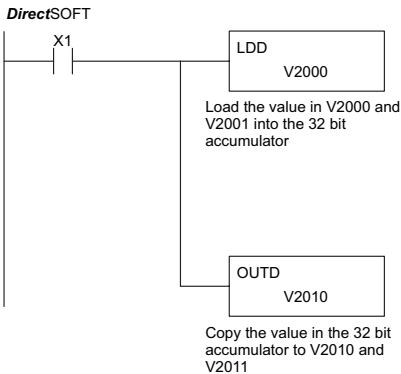 DirectSOFT
X1
LDD
V2000
Load the value in V2000 and
V2001 into the 32 bit
accumulator
OUTD
V2010
Copy the value in the 32 bit
accumulator to V2010 and
V2011